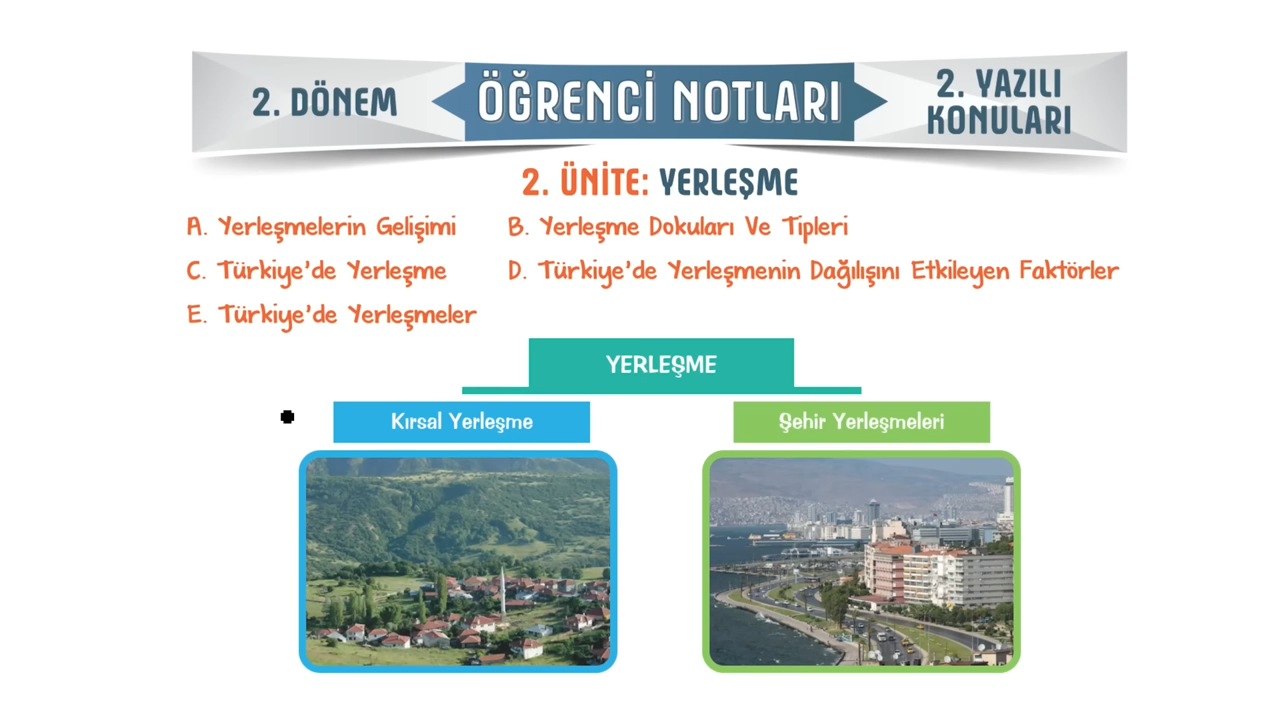 2. DÖNEM
ÖĞRENCİ NOTLARI
2. YAZILI
KONULARI
2. ÜNİTE: YERLEŞME
A. Yerleşmelerin Gelişimi
B. Yerleşme Dokuları Ve Tipleri
C. Türkiye'de Yerleşme
D. Türkiye'de Yerleşmenin Dağılışını Etkileyen Faktörler
E. Türkiye'de Yerleşmeler
YERLEŞME
Kırsal Yerleşme
Şehir Yerleşmeleri